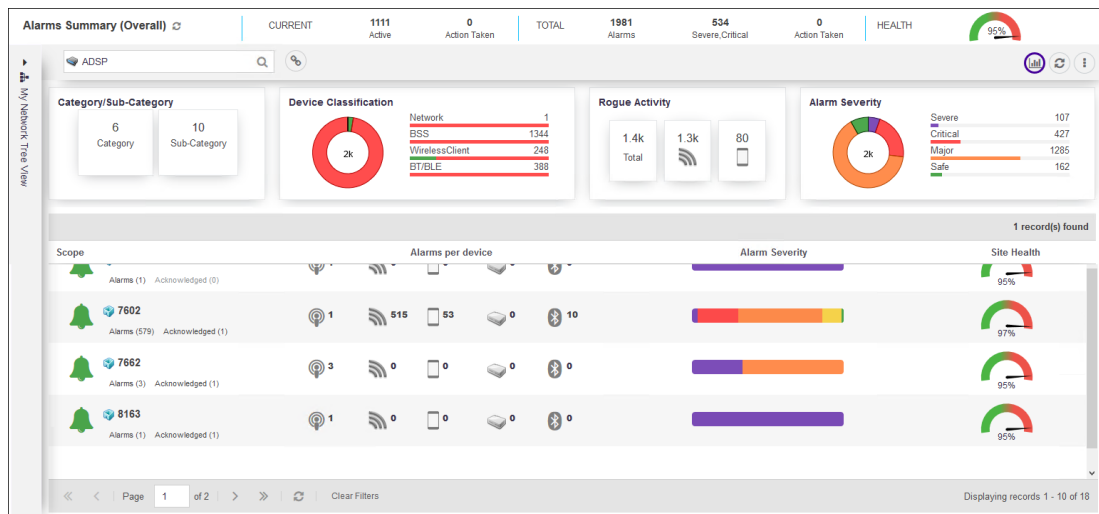 Alarms Summary (Overall) CURRENT 1111 Active 0 Action Taken TOTAL 1981 Alarms 534 Severe,Critical 0 Action Taken HEALTH 95%
ADSP
My Network Tree View
Category/Sub-Category
6 Category
10 Sub-Category
Device Classification
2k
Network 1
BSS 1344
WirelessClient 248
BT/BLE 388
Rogue Activity
1.4k Total
1.3k
80
Alarm Severity
2k
Severe 107
Critical 427
Major 1285
Safe 162
1 record(s) found
Scope Alarms per device Alarm Severity Site Health
Alarms (1) Acknowledged (0) 95%
7602
Alarms (579) Acknowledged (1) 1 515 53 0 10 97%
7662
Alarms (3) Acknowledged (1) 3 0 0 0 0 95%
8163
Alarms (1) Acknowledged (1) 1 0 0 0 0 95%
Page 1 of 2 Clear Filters Displaying records 1 - 10 of 18